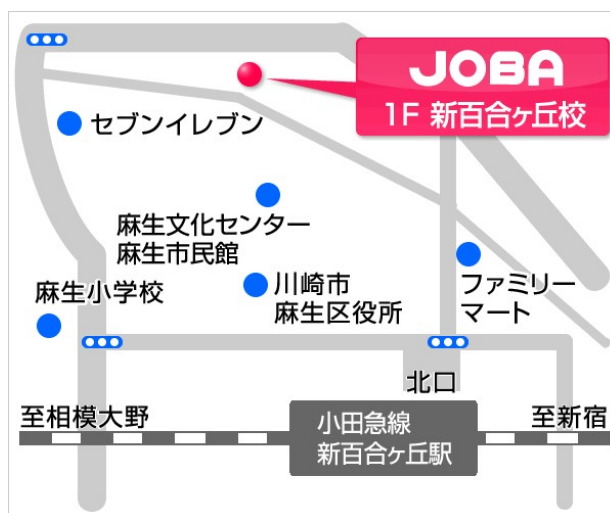 JOBA
1F 新百合ヶ丘校
セブンイレブン
麻生文化センター
麻生市民館
麻生小学校
川崎市
麻生区役所
ファミリー
マート
北口
至相模大野
小田急線
新百合ヶ丘駅
至新宿